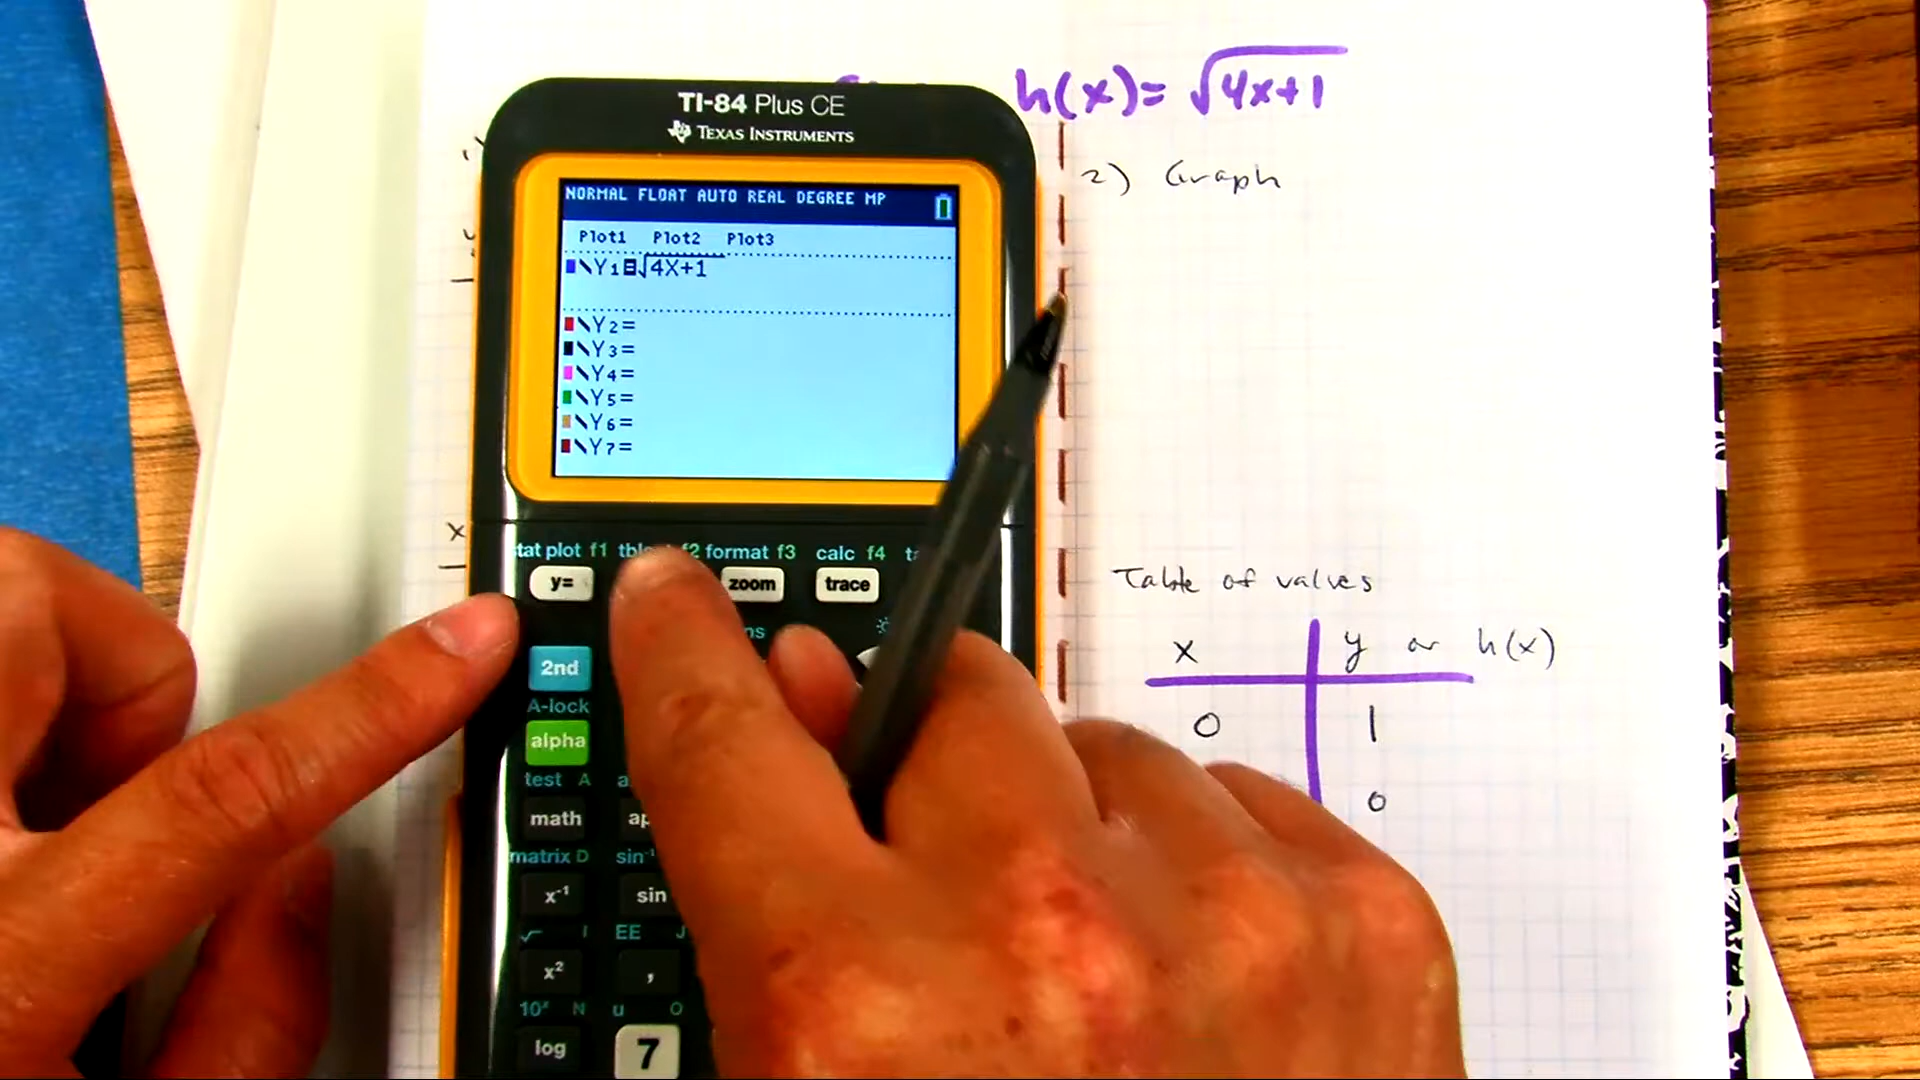 h(x) = √4x+1
TI-84 Plus CE
TEXAS INSTRUMENTS
2) Graph
NORMAL FLOAT AUTO REAL DEGREE MP
Plot1 Plot2 Plot3
\Y1=√4X+1
\Y2=
\Y3=
\Y4=
\Y5=
\Y6=
\Y7=
x
stat plot f1 f2 format f3 calc f4
y= zoom trace
Table of values
x y or h(x)
0 1
0
2nd
A-lock
alpha
test A
math
matrix D sin⁻¹
x⁻¹ sin
√ I EE J
x² ,
10ˣ N u O
log 7